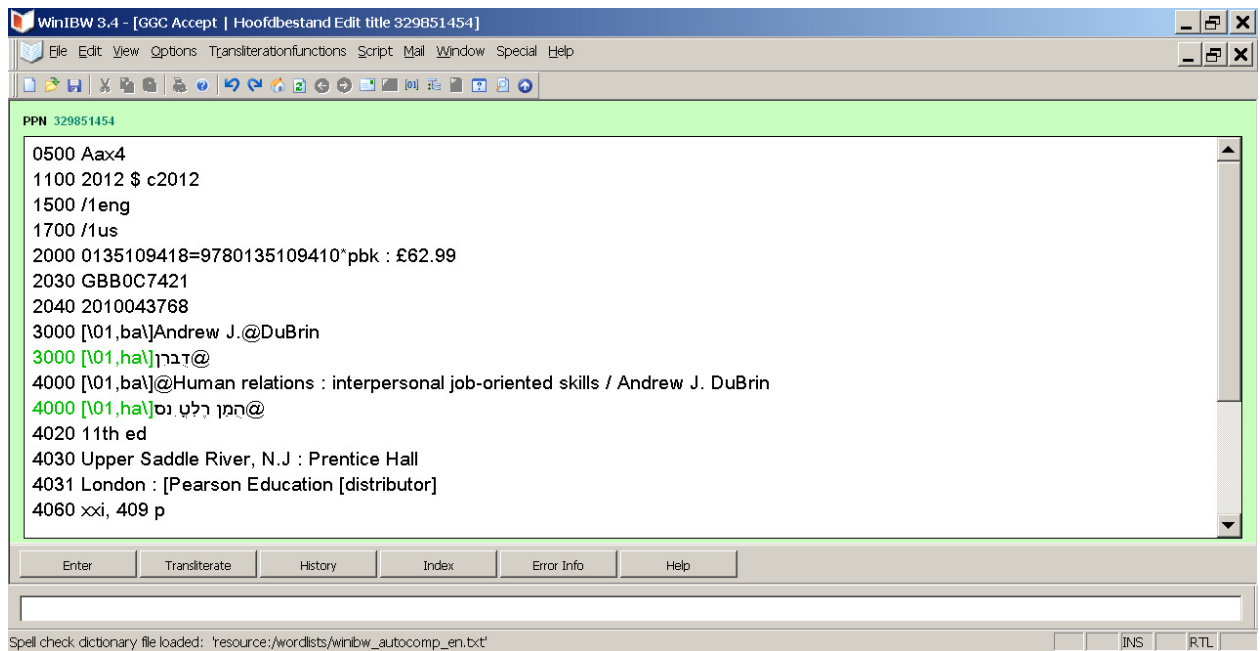 WinIBW 3.4 - [GGC Accept | Hoofdbestand Edit title 329851454]
File Edit View Options Transliterationfunctions Script Mail Window Special Help
PPN 329851454
0500 Aax4
1100 2012 $ c2012
1500 /1eng
1700 /1us
2000 0135109418=9780135109410*pbk : £62.99
2030 GBB0C7421
2040 2010043768
3000 [\01,ba\]Andrew J.@DuBrin
3000 [\01,ha\]@דֻברִן
4000 [\01,ba\]@Human relations : interpersonal job-oriented skills / Andrew J. DuBrin
4000 [\01,ha\]@הֻמַן רֶלַטִ נס
4020 11th ed
4030 Upper Saddle River, N.J : Prentice Hall
4031 London : [Pearson Education [distributor]
4060 xxi, 409 p
Enter Transliterate History Index Error Info Help
Spell check dictionary file loaded: 'resource:/wordlists/winibw_autocomp_en.txt'
INS RTL